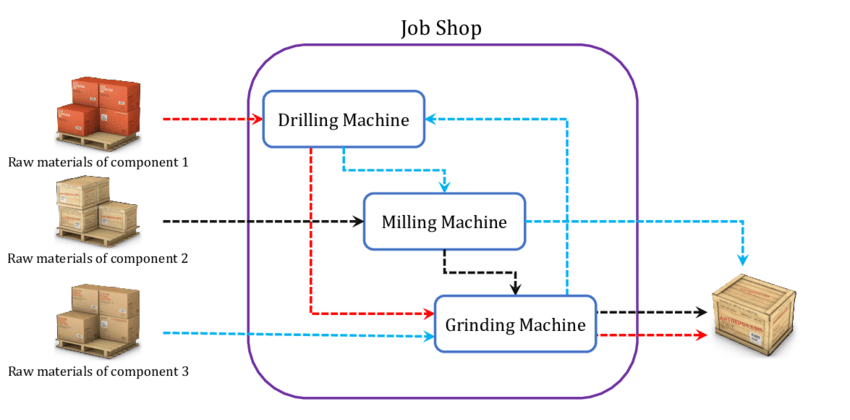 Job Shop
Drilling Machine
Raw materials of component 1
Milling Machine
Raw materials of component 2
Grinding Machine
Raw materials of component 3